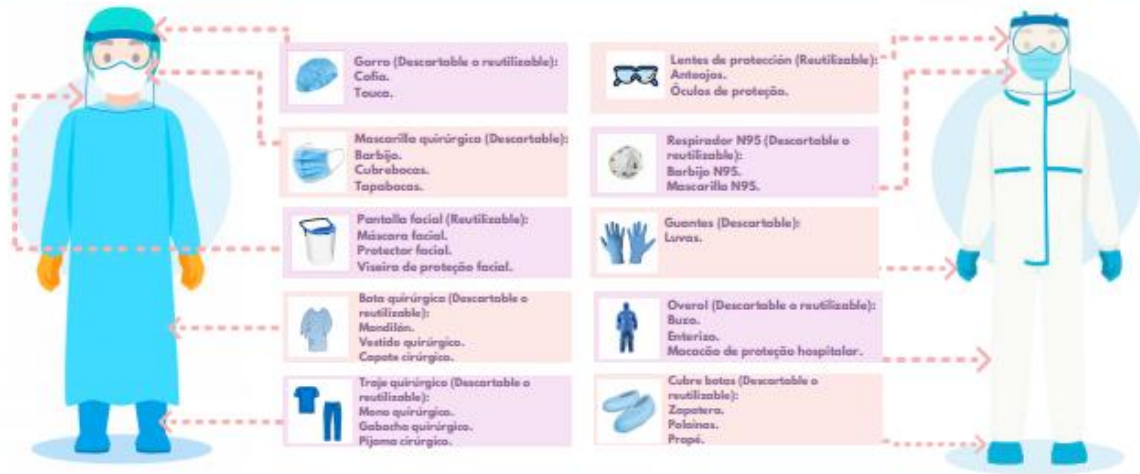 Gorro (Descartable o reutilizable):
Cofia.
Touca.
Mascarilla quirúrgica (Descartable):
Barbijo.
Cubrebocas.
Tapabocas.
Pantalla facial (Reutilizable):
Máscara facial.
Protector facial.
Viseira de proteção facial.
Bata quirúrgica (Descartable o
reutilizable):
Mandilón.
Vestido quirúrgico.
Capote cirúrgico.
Traje quirúrgico (Descartable o
reutilizable):
Mono quirúrgico.
Gabacha quirúrgico.
Pijama cirúrgico.
Lentes de protección (Reutilizable):
Anteojos.
Óculos de proteção.
Respirador N95 (Descartable o
reutilizable):
Barbijo N95.
Mascarilla N95.
Guantes (Descartable):
Luvas.
Overol (Descartable o reutilizable):
Buzo.
Enterizo.
Macacão de proteção hospitalar.
Cubre botas (Descartable o
reutilizable):
Zapatera.
Polainas.
Propé.